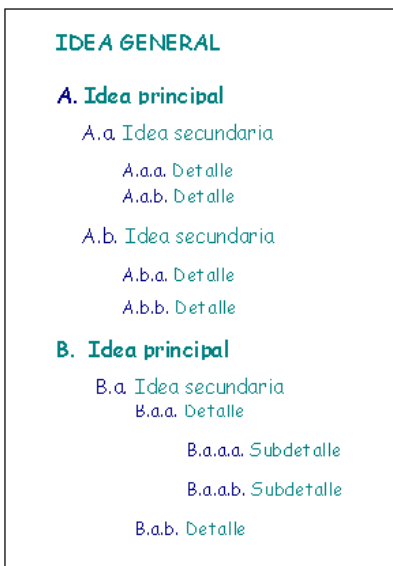 IDEA GENERAL
A. Idea principal
A.a Idea secundaria
A.a.a. Detalle
A.a.b. Detalle
A.b. Idea secundaria
A.b.a. Detalle
A.b.b. Detalle
B. Idea principal
B.a Idea secundaria
B.a.a. Detalle
B.a.a.a. Subdetalle
B.a.a.b. Subdetalle
B.a.b. Detalle